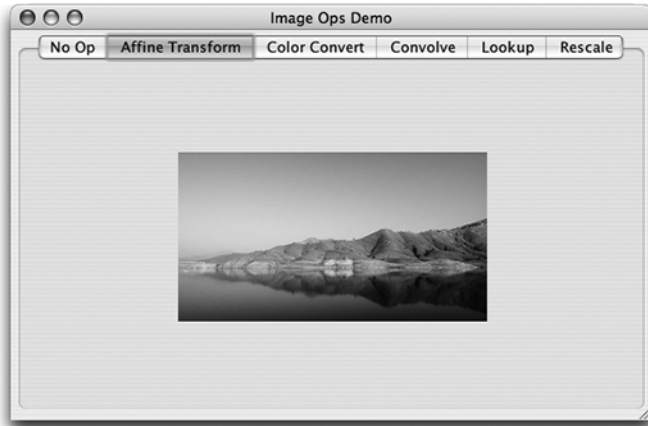 Image Ops Demo
No Op Affine Transform Color Convert Convolve Lookup Rescale